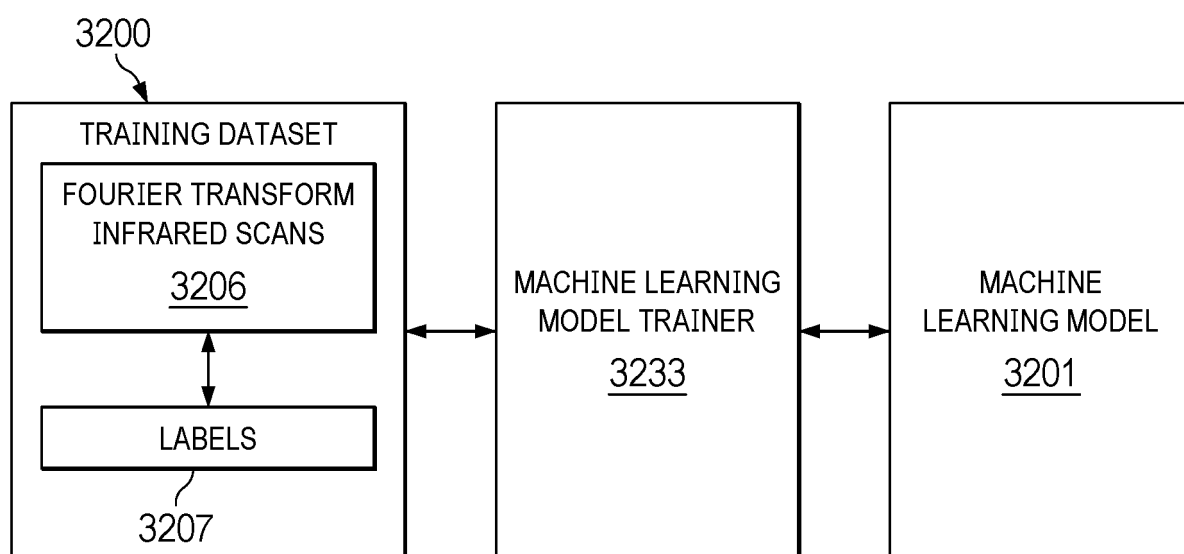 3200
TRAINING DATASET
FOURIER TRANSFORM
INFRARED SCANS
3206
LABELS
3207
MACHINE LEARNING
MODEL TRAINER
3233
MACHINE
LEARNING MODEL
3201